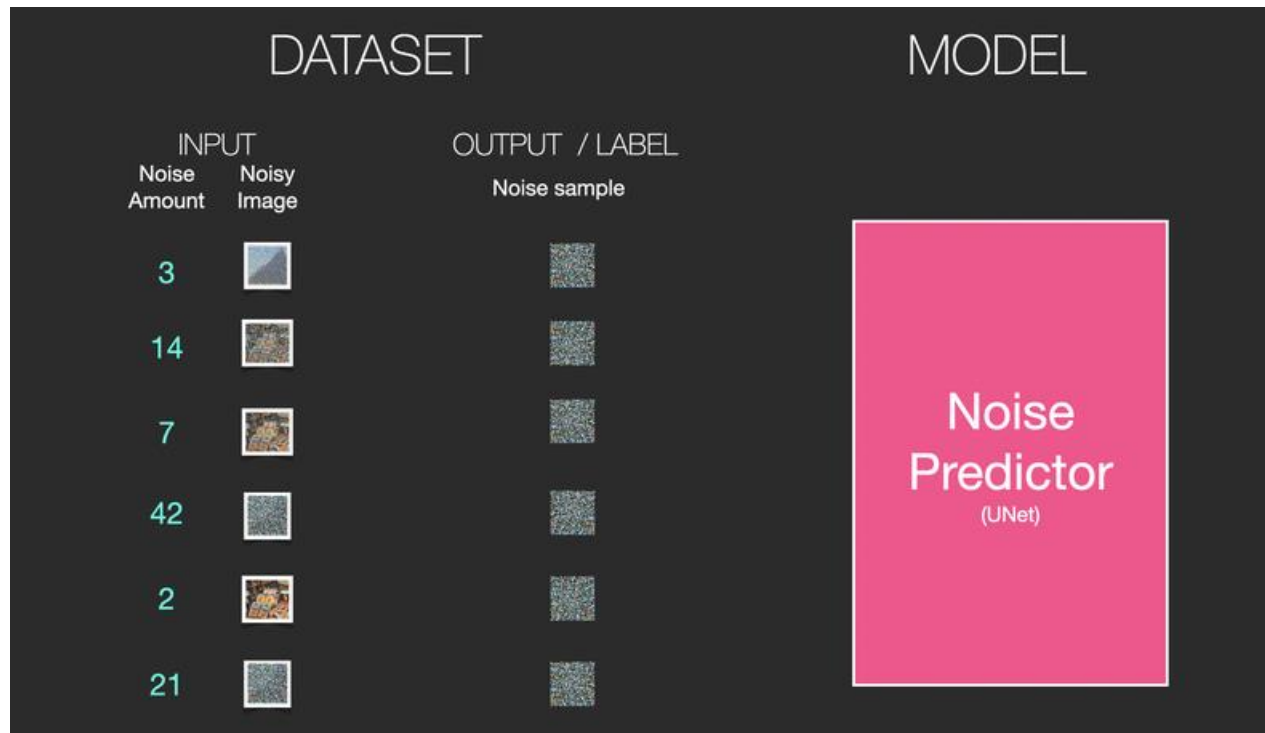 DATASET
MODEL
INPUT
OUTPUT / LABEL
Noise Amount
Noisy Image
Noise sample
3
14
7
42
2
21
Noise
Predictor
(UNet)